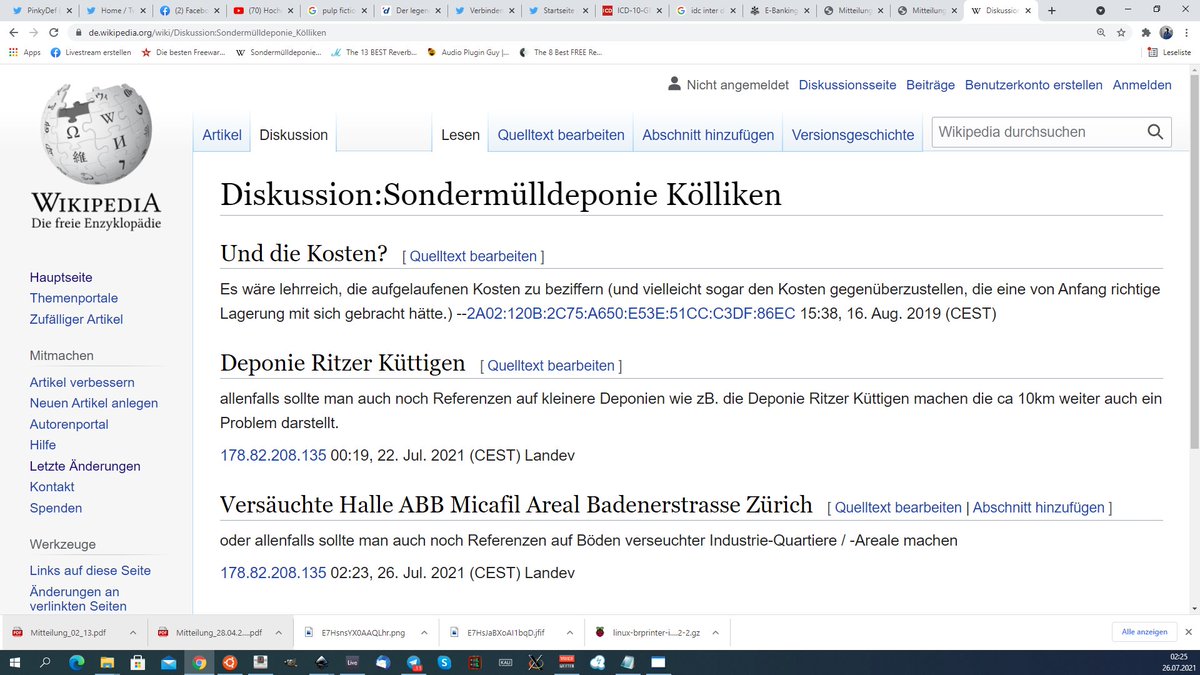 PinkyDef
Home / T
(2) Faceb
(70) Hoch
pulp fictio
Der lege
Verbinder
Startseite
ICD-10-G
idc inter d
E-Banking
Mitteilung
Mitteilung
Diskussion
de.wikipedia.org/wiki/Diskussion:Sondermülldeponie_Kölliken
Apps Livestream erstellen Die besten Freewar... Sondermülldeponie... The 13 BEST Reverb... Audio Plugin Guy |... The 8 Best FREE Re... Leseliste
Nicht angemeldet Diskussionsseite Beiträge Benutzerkonto erstellen Anmelden
Artikel Diskussion Lesen Quelltext bearbeiten Abschnitt hinzufügen Versionsgeschichte Wikipedia durchsuchen
WIKIPEDIA
Die freie Enzyklopädie
Hauptseite
Themenportale
Zufälliger Artikel
Mitmachen
Artikel verbessern
Neuen Artikel anlegen
Autorenportal
Hilfe
Letzte Änderungen
Kontakt
Spenden
Werkzeuge
Links auf diese Seite
Änderungen an
verlinkten Seiten
Diskussion:Sondermülldeponie Kölliken
Und die Kosten? [ Quelltext bearbeiten ]
Es wäre lehrreich, die aufgelaufenen Kosten zu beziffern (und vielleicht sogar den Kosten gegenüberzustellen, die eine von Anfang richtige
Lagerung mit sich gebracht hätte.) --2A02:120B:2C75:A650:E53E:51CC:C3DF:86EC 15:38, 16. Aug. 2019 (CEST)
Deponie Ritzer Küttigen [ Quelltext bearbeiten ]
allenfalls sollte man auch noch Referenzen auf kleinere Deponien wie zB. die Deponie Ritzer Küttigen machen die ca 10km weiter auch ein
Problem darstellt.
178.82.208.135 00:19, 22. Jul. 2021 (CEST) Landev
Versäuchte Halle ABB Micafil Areal Badenerstrasse Zürich [ Quelltext bearbeiten | Abschnitt hinzufügen ]
oder allenfalls sollte man auch noch Referenzen auf Böden verseuchter Industrie-Quartiere / -Areale machen
178.82.208.135 02:23, 26. Jul. 2021 (CEST) Landev
Mitteilung_02_13.pdf Mitteilung_28.04.2....pdf E7HsnsYX0AAQLhr.png E7HsJaBXoAI1bqD.jfif linux-brprinter-i....2-2.gz Alle anzeigen
Live
02:25
26.07.2021